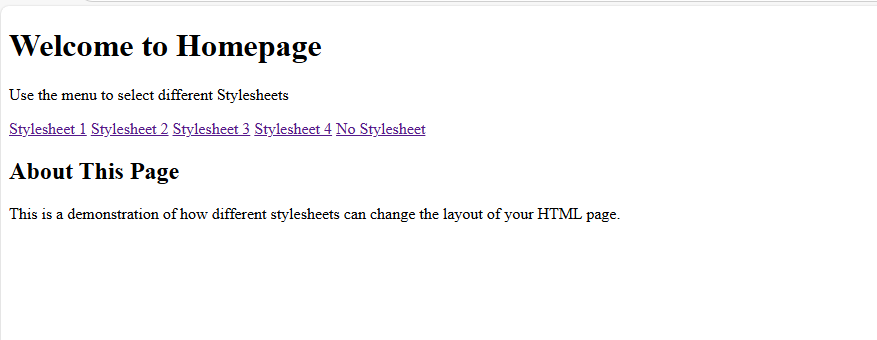 Welcome to Homepage
Use the menu to select different Stylesheets
Stylesheet 1 Stylesheet 2 Stylesheet 3 Stylesheet 4 No Stylesheet
About This Page
This is a demonstration of how different stylesheets can change the layout of your HTML page.